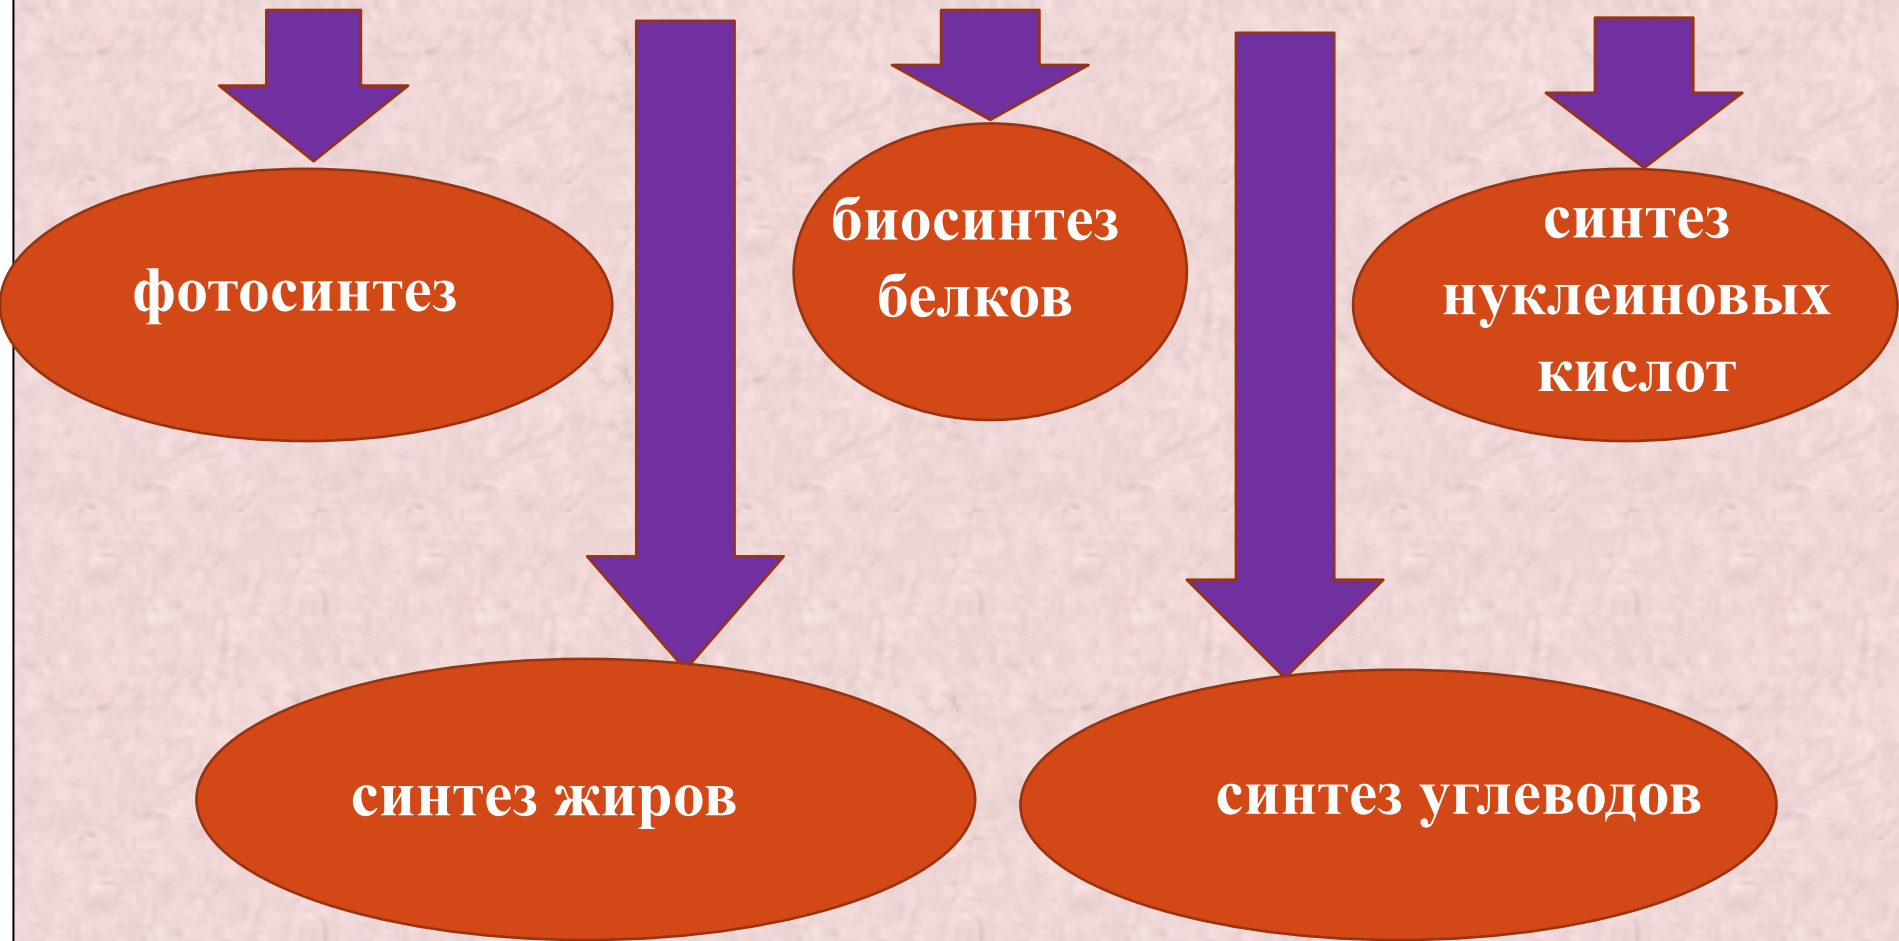 фотосинтез
биосинтез
белков
синтез
нуклеиновых
кислот
синтез жиров
синтез углеводов